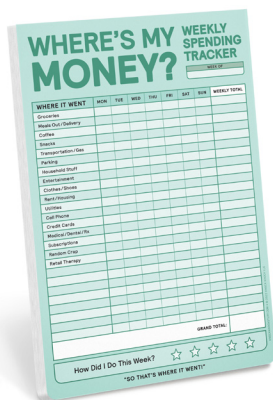 WHERE'S MY MONEY?
WEEKLY SPENDING TRACKER
WEEK OF
WHERE IT WENT MON TUE WED THU FRI SAT SUN WEEKLY TOTAL
Groceries
Meals Out/Delivery
Coffee
Snacks
Transportation/Gas
Parking
Household Stuff
Entertainment
Clothes/Shoes
Rent/Housing
Utilities
Cell Phone
Credit Cards
Medical/Dental/Rx
Subscriptions
Random Crap
Retail Therapy
GRAND TOTAL:
How Did I Do This Week?
"SO THAT'S WHERE IT WENT!"